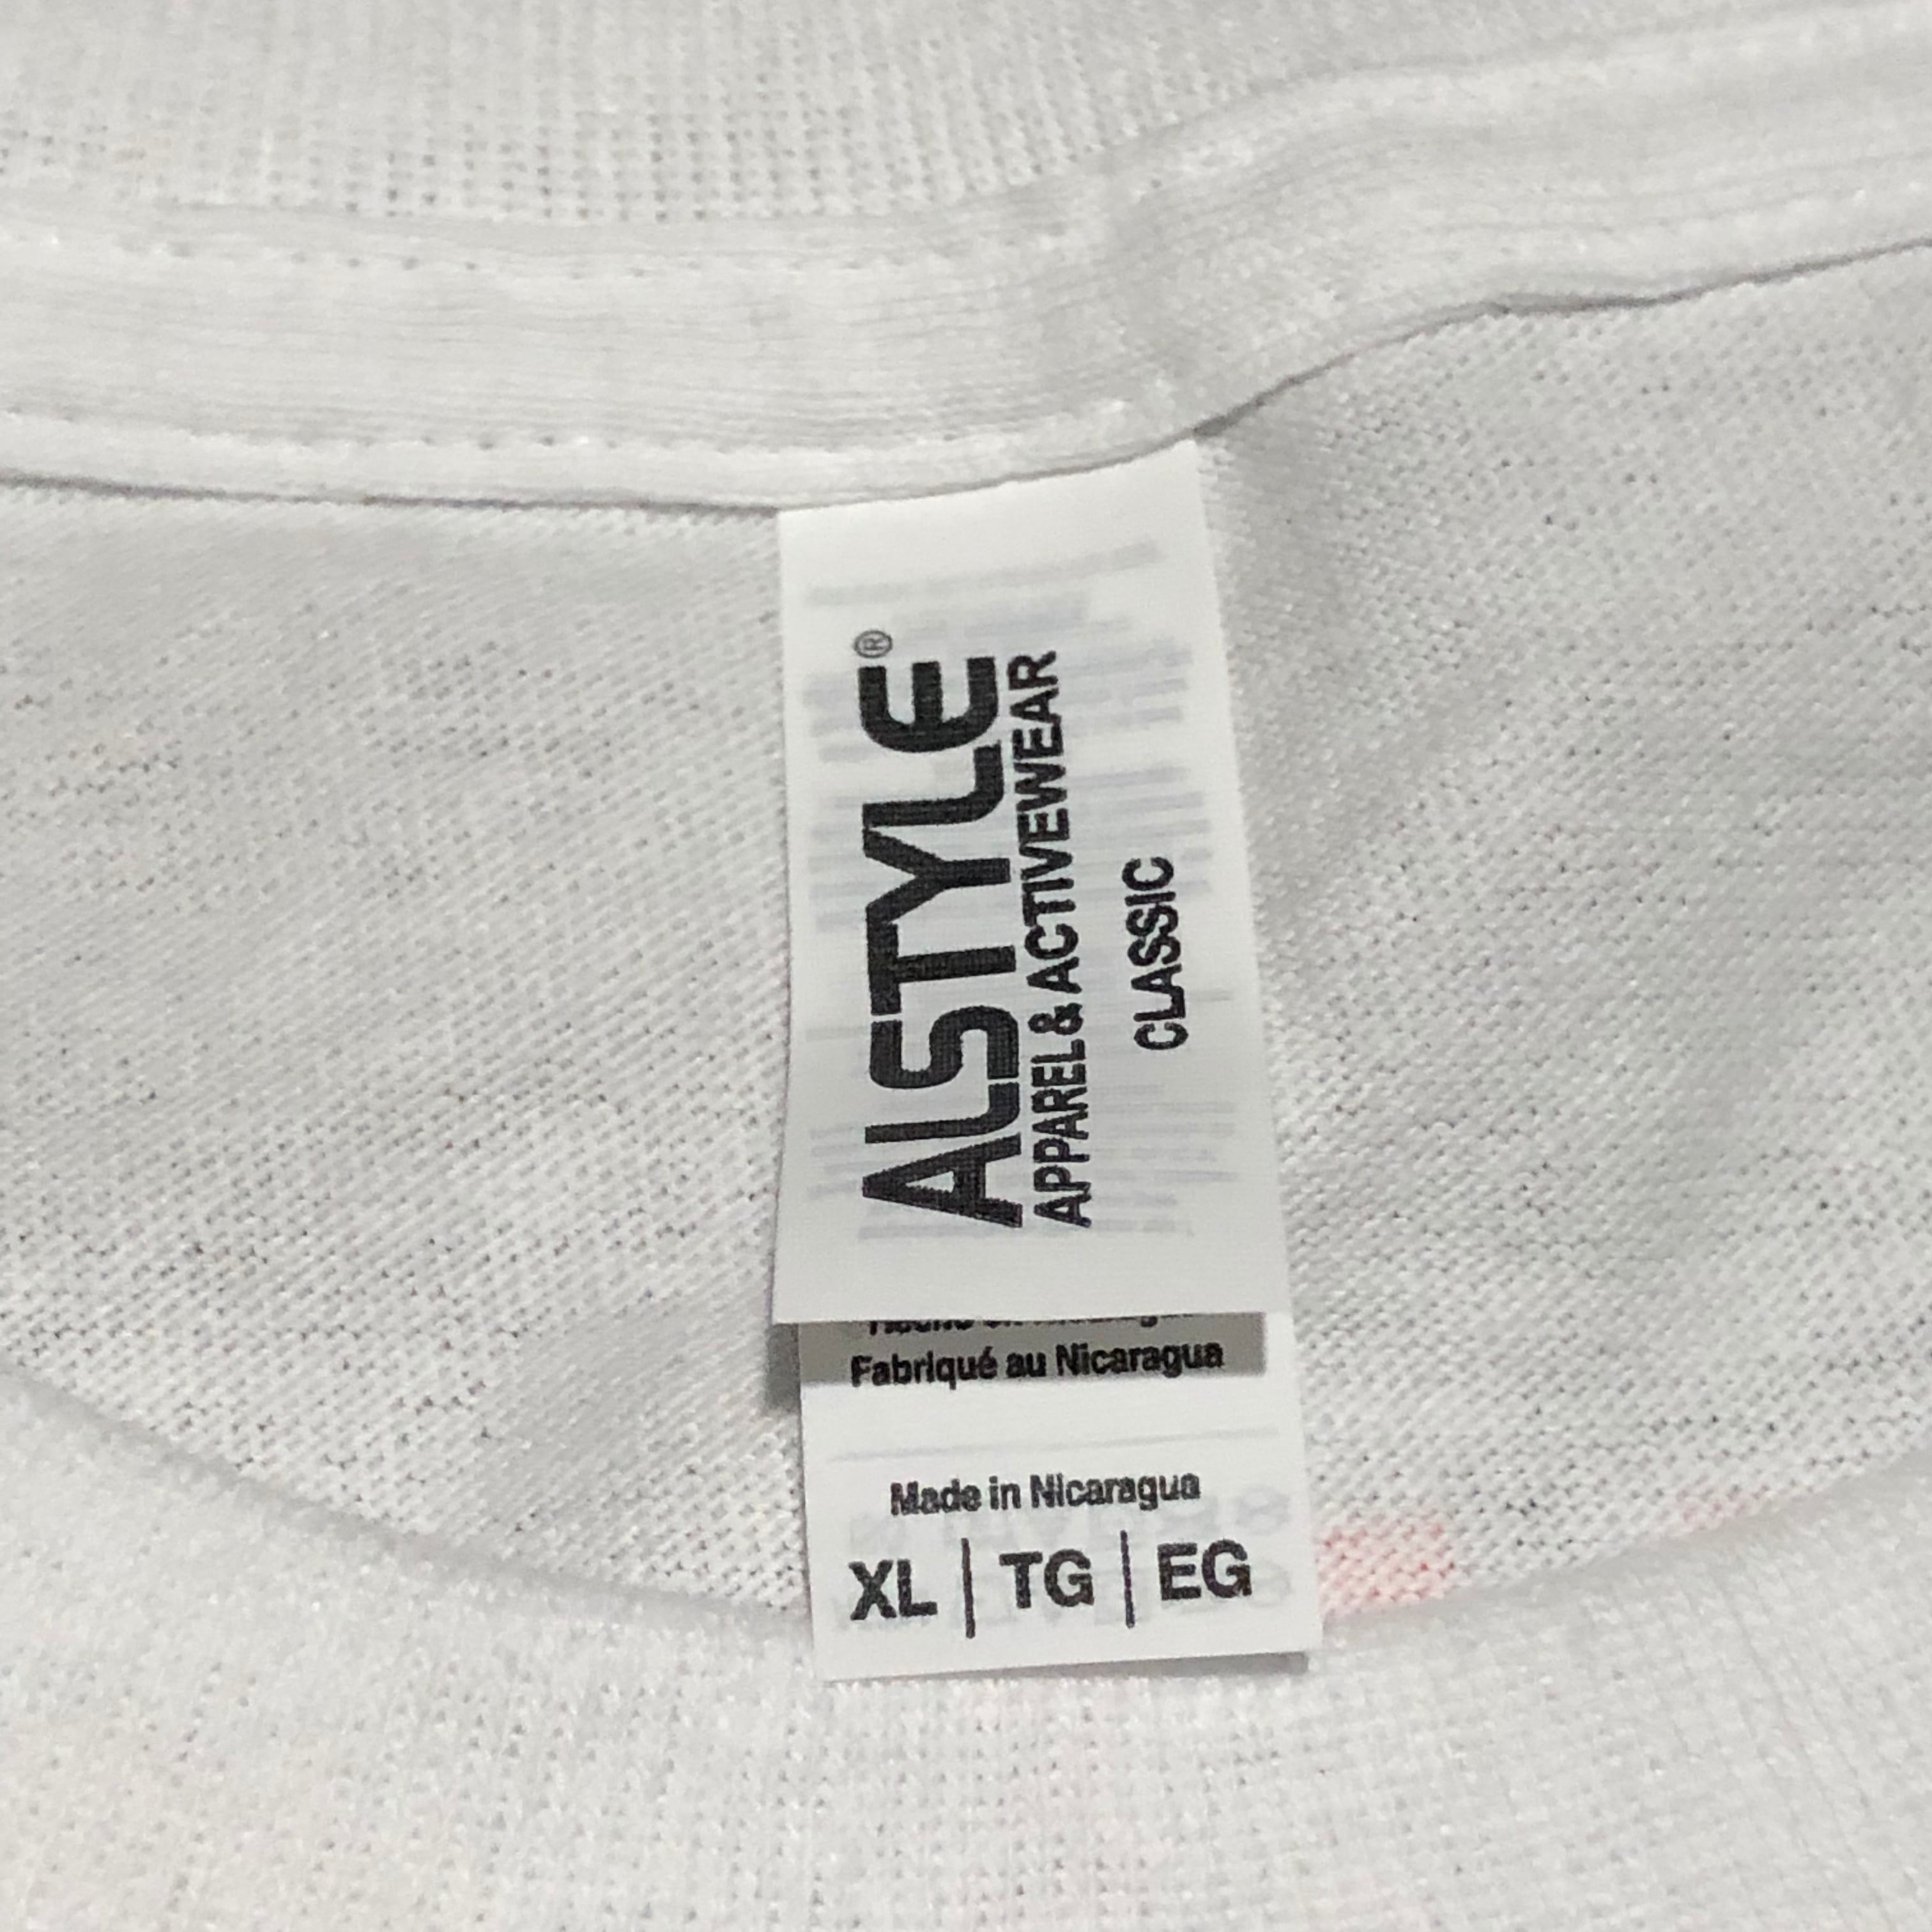 ALSTYLE®
APPAREL & ACTIVEWEAR
CLASSIC
Fabriqué au Nicaragua
Made in Nicaragua
XL | TG | EG